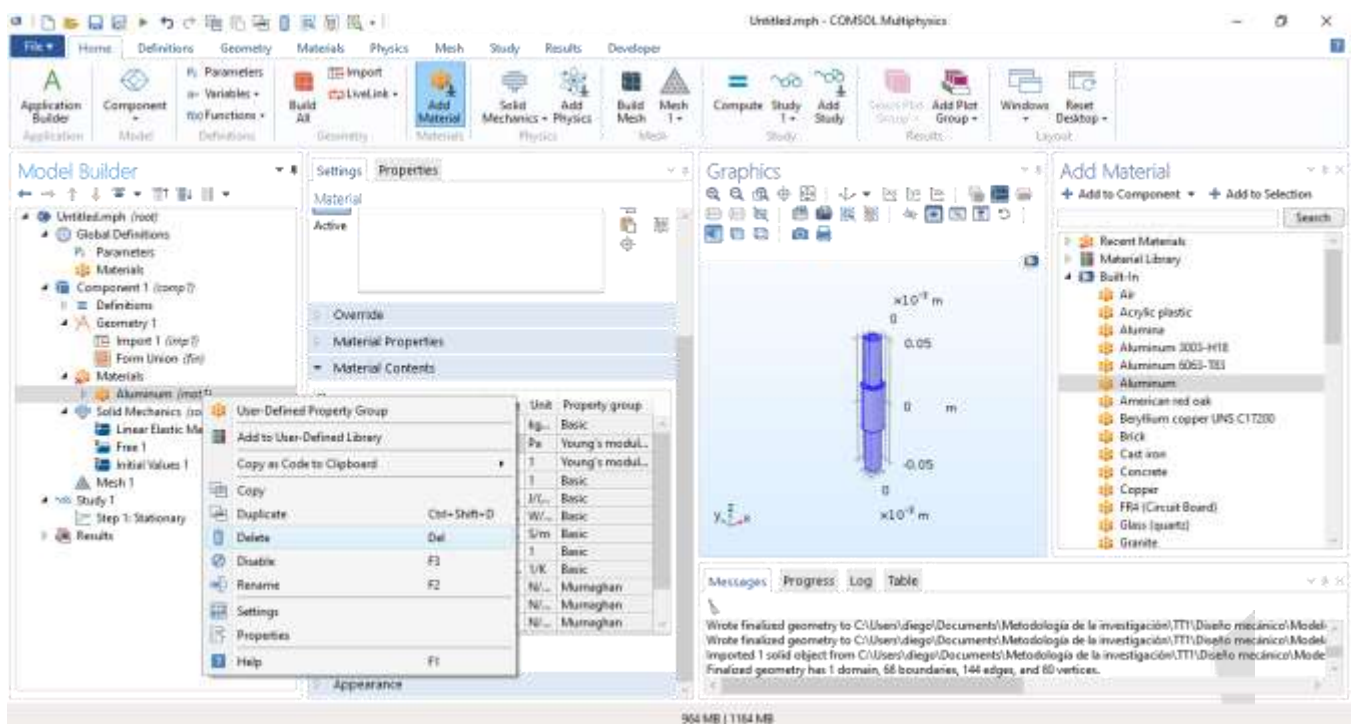 Untitled.mph - COMSOL Multiphysics
File Home Definitions Geometry Materials Physics Mesh Study Results Developer
Application Builder
Component
Pi Parameters
a= Variables
f(x) Functions
Build All
Import
LiveLink
Add Material
Solid Mechanics
Add Physics
Build Mesh
Mesh 1
Compute
Study 1
Add Study
Add Plot Group
Windows
Reset Desktop
Application Model Definitions Geometry Materials Physics Mesh Study Results Layout
Model Builder
Untitled.mph (root)
Global Definitions
Pi Parameters
Materials
Component 1 (comp1)
Definitions
Geometry 1
Import 1 (imp1)
Form Union (fin)
Materials
Aluminum (mat1)
Solid Mechanics (so
Linear Elastic Ma
Free 1
Initial Values 1
Mesh 1
Study 1
Step 1: Stationary
Results
User-Defined Property Group
Add to User-Defined Library
Copy as Code to Clipboard
Copy
Duplicate Ctrl+Shift+D
Delete Del
Disable F3
Rename F2
Settings
Properties
Help F1
Settings Properties
Material
Active
Override
Material Properties
Material Contents
Unit Property group
kg... Basic
Pa Young's modul...
1 Young's modul...
1 Basic
J/(... Basic
W/... Basic
S/m Basic
1 Basic
1/K Basic
N/... Murnaghan
N/... Murnaghan
N/... Murnaghan
Appearance
Graphics
×10⁻³ m
0
0.05
0 m
-0.05
0
×10⁻³ m
y z x
Messages Progress Log Table
Wrote finalized geometry to C:\Users\diego\Documents\Metodología de la investigación\TT1\Diseño mecánico\Model
Wrote finalized geometry to C:\Users\diego\Documents\Metodología de la investigación\TT1\Diseño mecánico\Model
Imported 1 solid object from C:\Users\diego\Documents\Metodología de la investigación\TT1\Diseño mecánico\Mode
Finalized geometry has 1 domain, 68 boundaries, 144 edges, and 80 vertices.
Add Material
+ Add to Component + Add to Selection
Search
Recent Materials
Material Library
Built-In
Air
Acrylic plastic
Alumina
Aluminum 3003-H18
Aluminum 6063-T83
Aluminum
American red oak
Beryllium copper UNS C17200
Brick
Cast iron
Concrete
Copper
FR4 (Circuit Board)
Glass (quartz)
Granite
964 MB | 1164 MB